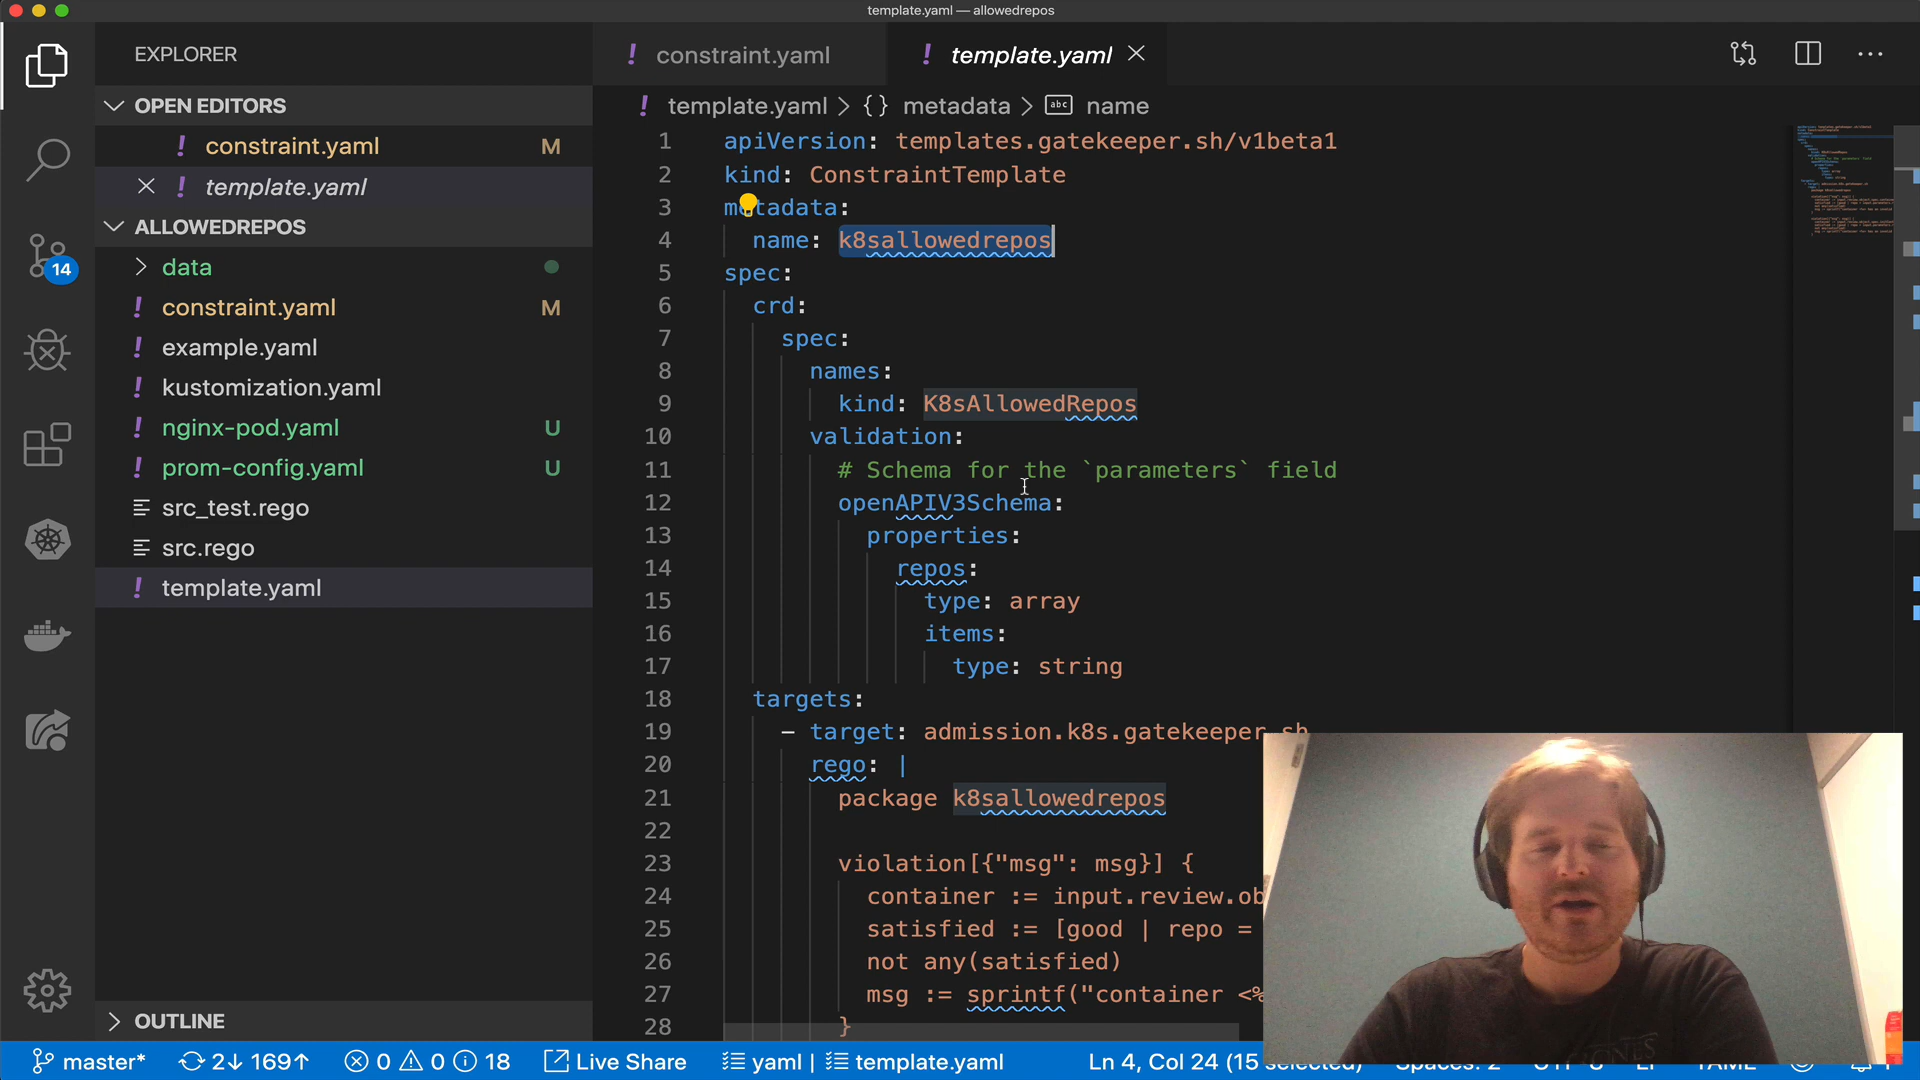 template.yaml — allowedrepos
EXPLORER
constraint.yaml
template.yaml
OPEN EDITORS
constraint.yaml M
template.yaml
ALLOWEDREPOS
data
constraint.yaml M
example.yaml
kustomization.yaml
nginx-pod.yaml U
prom-config.yaml U
src_test.rego
src.rego
template.yaml
OUTLINE
14
template.yaml > {} metadata > abc name
1 apiVersion: templates.gatekeeper.sh/v1beta1
2 kind: ConstraintTemplate
3 metadata:
4 name: k8sallowedrepos
5 spec:
6 crd:
7 spec:
8 names:
9 kind: K8sAllowedRepos
10 validation:
11 # Schema for the `parameters` field
12 openAPIV3Schema:
13 properties:
14 repos:
15 type: array
16 items:
17 type: string
18 targets:
19 - target: admission.k8s.gatekeeper.sh
20 rego: |
21 package k8sallowedrepos
22
23 violation[{"msg": msg}] {
24 container := input.review.ob
25 satisfied := [good | repo =
26 not any(satisfied)
27 msg := sprintf("container <%
28 }
master* 2↓ 169↑ 0 0 18 Live Share yaml | template.yaml Ln 4, Col 24 (15 selected)